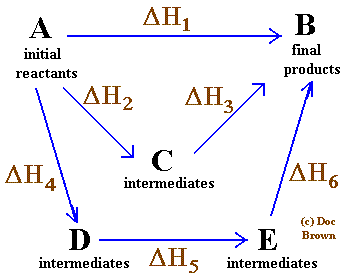 ΔH1
A
B
initial
reactants
final
products
ΔH2
ΔH3
C
intermediates
ΔH4
ΔH6
D
intermediates
ΔH5
E
intermediates
(c) Doc
Brown